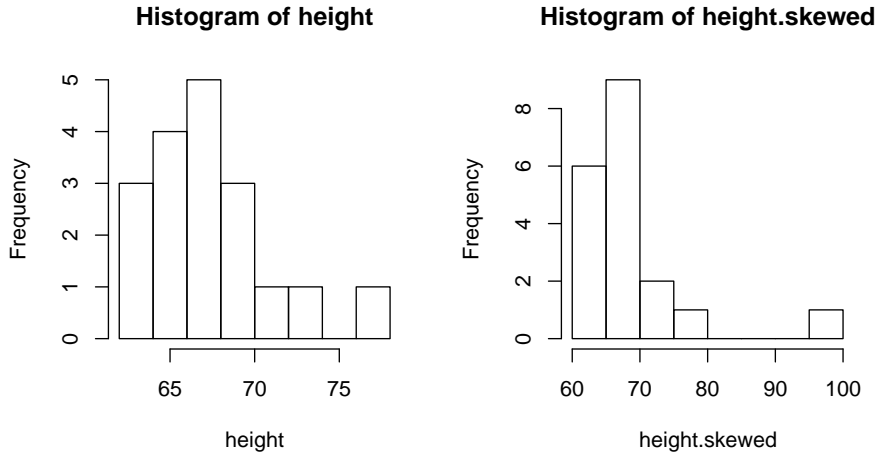 Histogram of height
Frequency
5
4
3
2
1
0
65 70 75
height
Histogram of height.skewed
Frequency
8
6
4
2
0
60 70 80 90 100
height.skewed